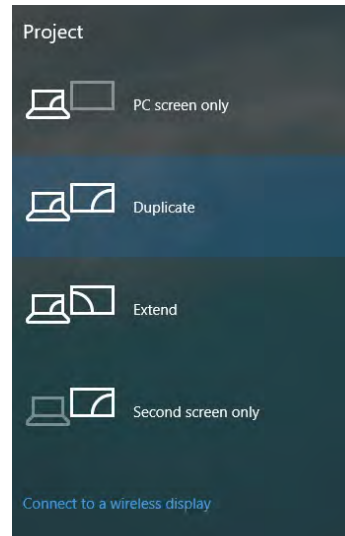 Project
PC screen only
Duplicate
Extend
Second screen only
Connect to a wireless display